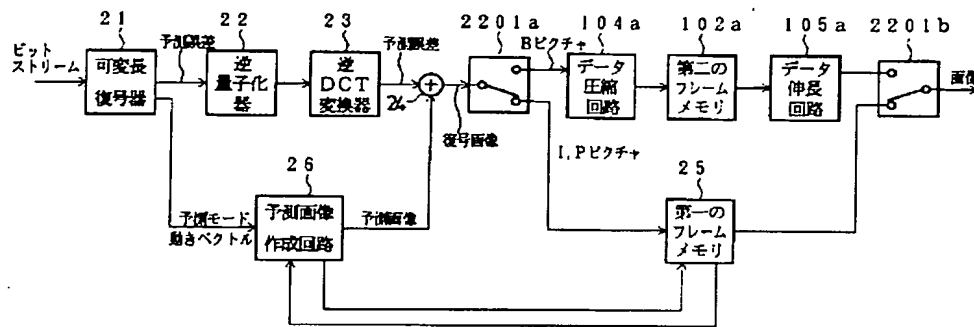 21
22
23
2201a
104a
102a
105a
2201b
ビット
ストリーム
可変長
復号器
予測誤差
逆
量子化
器
逆
DCT
変換器
予測誤差
24
復号画像
Bピクチャ
I,Pピクチャ
データ
圧縮
回路
第二の
フレーム
メモリ
データ
伸長
回路
画像
26
予測モード
動きベクトル
予測画像
作成回路
予測画像
25
第一の
フレーム
メモリ